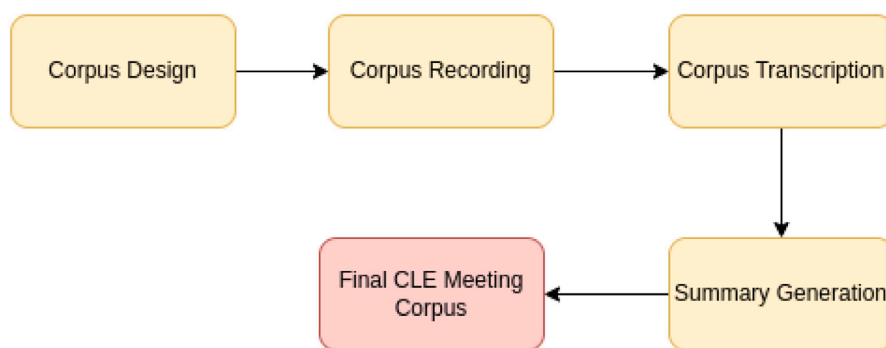 Corpus Design
Corpus Recording
Corpus Transcription
Summary Generation
Final CLE Meeting
Corpus